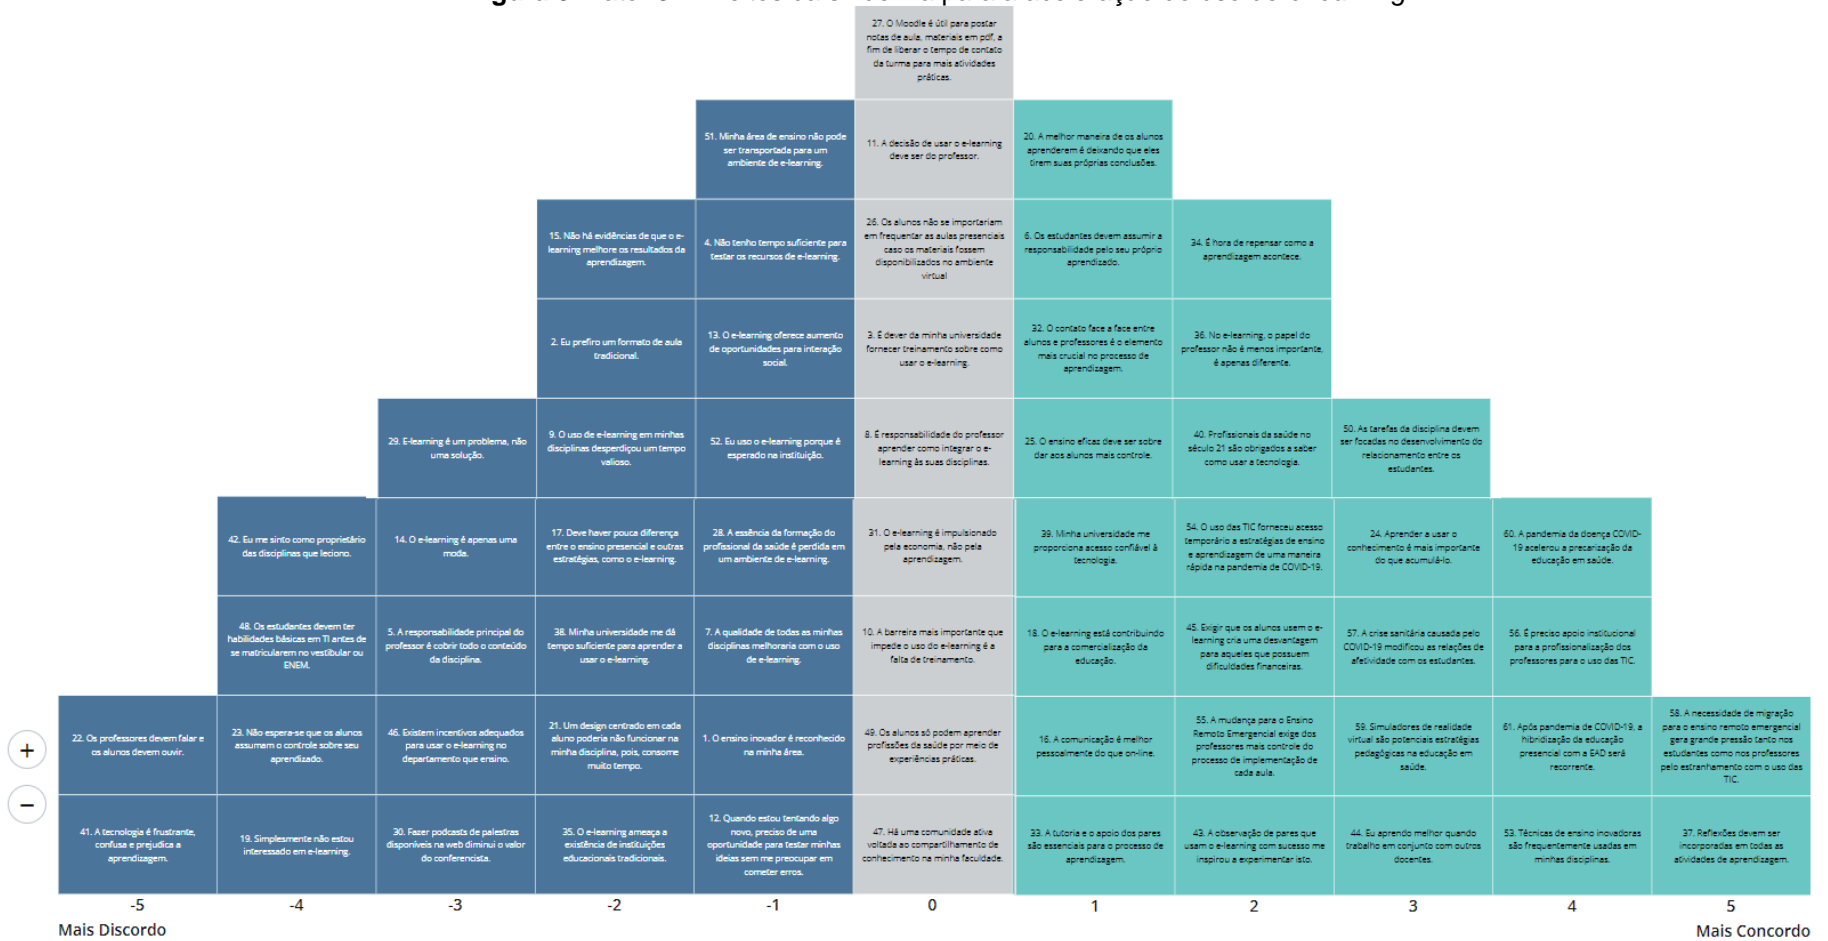 27. O Moodle é útil para postar
notas de aula, materiais em pdf, a
fim de liberar o tempo de contato
da turma para mais atividades
práticas.
51. Minha área de ensino não pode
ser transportada para um
ambiente de e-learning.
11. A decisão de usar o e-learning
deve ser do professor.
20. A melhor maneira de os alunos
aprenderem é deixando que eles
tirem suas próprias conclusões.
15. Não há evidências de que o e-
learning melhore os resultados da
aprendizagem.
4. Não tenho tempo suficiente para
testar os recursos de e-learning.
26. Os alunos não se importariam
em frequentar as aulas presenciais
caso os materiais fossem
disponibilizados no ambiente
virtual
6. Os estudantes devem assumir a
responsabilidade pelo seu próprio
aprendizado.
34. É hora de repensar como a
aprendizagem acontece.
2. Eu prefiro um formato de aula
tradicional.
13. O e-learning oferece aumento
de oportunidades para interação
social.
3. É dever da minha universidade
fornecer treinamento sobre como
usar o e-learning.
32. O contato face a face entre
alunos e professores é o elemento
mais crucial no processo de
aprendizagem.
36. No e-learning, o papel do
professor não é menos importante,
é apenas diferente.
29. E-learning é um problema, não
uma solução.
9. O uso de e-learning em minhas
disciplinas desperdiçou um tempo
valioso.
52. Eu uso o e-learning porque é
esperado na instituição.
8. É responsabilidade do professor
aprender como integrar o e-
learning às suas disciplinas.
25. O ensino eficaz deve ser sobre
dar aos alunos mais controle.
40. Profissionais da saúde no
século 21 são obrigados a saber
como usar a tecnologia.
50. As tarefas da disciplina devem
ser focadas no desenvolvimento do
relacionamento entre os
estudantes.
42. Eu me sinto como proprietário
das disciplinas que leciono.
14. O e-learning é apenas uma
moda.
17. Deve haver pouca diferença
entre o ensino presencial e outras
estratégias, como o e-learning.
28. A essência da formação do
profissional da saúde é perdida em
um ambiente de e-learning.
31. O e-learning é impulsionado
pela economia, não pela
aprendizagem.
39. Minha universidade me
proporciona acesso confiável à
tecnologia.
54. O uso das TIC forneceu acesso
temporário a estratégias de ensino
e aprendizagem de uma maneira
rápida na pandemia de COVID-19.
24. Aprender a usar o
conhecimento é mais importante
do que acumulá-lo.
60. A pandemia da doença COVID-
19 acelerou a precarização da
educação em saúde.
48. Os estudantes devem ter
habilidades básicas em TI antes de
se matricularem no vestibular ou
ENEM.
5. A responsabilidade principal do
professor é cobrir todo o conteúdo
da disciplina.
38. Minha universidade me dá
tempo suficiente para aprender a
usar o e-learning.
7. A qualidade de todas as minhas
disciplinas melhoraria com o uso
de e-learning.
10. A barreira mais importante que
impede o uso do e-learning é a
falta de treinamento.
18. O e-learning está contribuindo
para a comercialização da
educação.
45. Exigir que os alunos usem o e-
learning cria uma desvantagem
para aqueles que possuem
dificuldades financeiras.
57. A crise sanitária causada pelo
COVID-19 modificou as relações de
afetividade com os estudantes.
56. É preciso apoio institucional
para a profissionalização dos
professores para o uso das TIC.
22. Os professores devem falar e
os alunos devem ouvir.
23. Não espera-se que os alunos
assumam o controle sobre seu
aprendizado.
46. Existem incentivos adequados
para usar o e-learning no
departamento que ensino.
21. Um design centrado em cada
aluno poderia não funcionar na
minha disciplina, pois, consome
muito tempo.
1. O ensino inovador é reconhecido
na minha área.
49. Os alunos só podem aprender
profissões da saúde por meio de
experiências práticas.
16. A comunicação é melhor
pessoalmente do que on-line.
55. A mudança para o Ensino
Remoto Emergencial exige dos
professores mais controle do
processo de implementação de
cada aula.
59. Simuladores de realidade
virtual são potenciais estratégias
pedagógicas na educação em
saúde.
61. Após pandemia de COVID-19, a
hibridização da educação
presencial com a EAD será
recorrente.
58. A necessidade de migração
para o ensino remoto emergencial
gera grande pressão tanto nos
estudantes como nos professores
pelo estranhamento com o uso das
TIC.
41. A tecnologia é frustrante,
confusa e prejudica a
aprendizagem.
19. Simplesmente não estou
interessado em e-learning.
30. Fazer podcasts de palestras
disponíveis na web diminui o valor
do conferencista.
35. O e-learning ameaça a
existência de instituições
educacionais tradicionais.
12. Quando estou tentando algo
novo, preciso de uma
oportunidade para testar minhas
ideias sem me preocupar em
cometer erros.
47. Há uma comunidade ativa
voltada ao compartilhamento de
conhecimento na minha faculdade.
33. A tutoria e o apoio dos pares
são essenciais para o processo de
aprendizagem.
43. A observação de pares que
usam o e-learning com sucesso me
inspirou a experimentar isto.
44. Eu aprendo melhor quando
trabalho em conjunto com outros
docentes.
53. Técnicas de ensino inovadoras
são frequentemente usadas em
minhas disciplinas.
37. Reflexões devem ser
incorporadas em todas as
atividades de aprendizagem.
+
−
-5 -4 -3 -2 -1 0 1 2 3 4 5
Mais Discordo
Mais Concordo